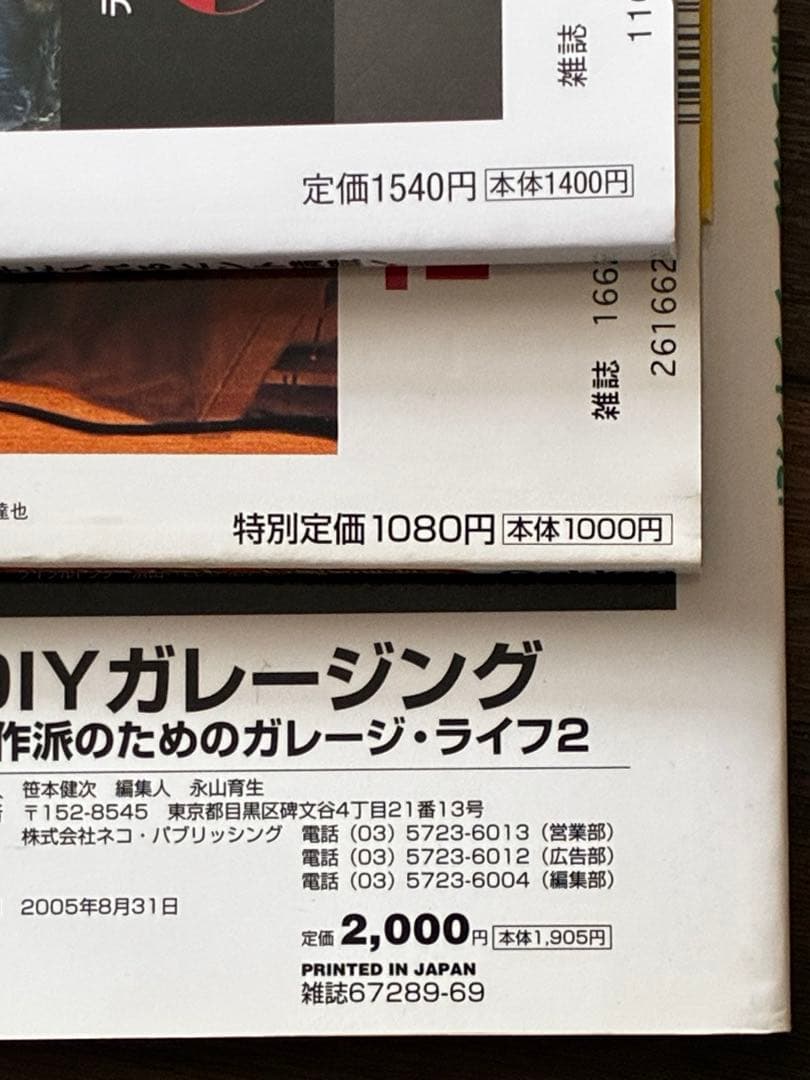 雑誌
110
定価1540円 本体1400円
雑誌 166
261662
達也
特別定価1080円 本体1000円
DIYガレージング
作派のためのガレージ・ライフ2
笹本健次 編集人 永山育生
〒152-8545 東京都目黒区碑文谷4丁目21番13号
株式会社ネコ・パブリッシング 電話(03)5723-6013(営業部)
電話(03)5723-6012(広告部)
電話(03)5723-6004(編集部)
2005年8月31日
定価2,000円 本体1,905円
PRINTED IN JAPAN
雑誌67289-69